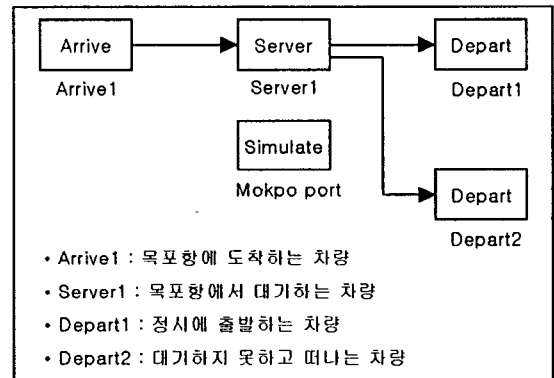 Arrive
Server
Depart
Arrive1
Server1
Depart1
Simulate
Mokpo port
Depart
Depart2
• Arrive1 : 목포항에 도착하는 차량
• Server1 : 목포항에서 대기하는 차량
• Depart1 : 정시에 출발하는 차량
• Depart2 : 대기하지 못하고 떠나는 차량